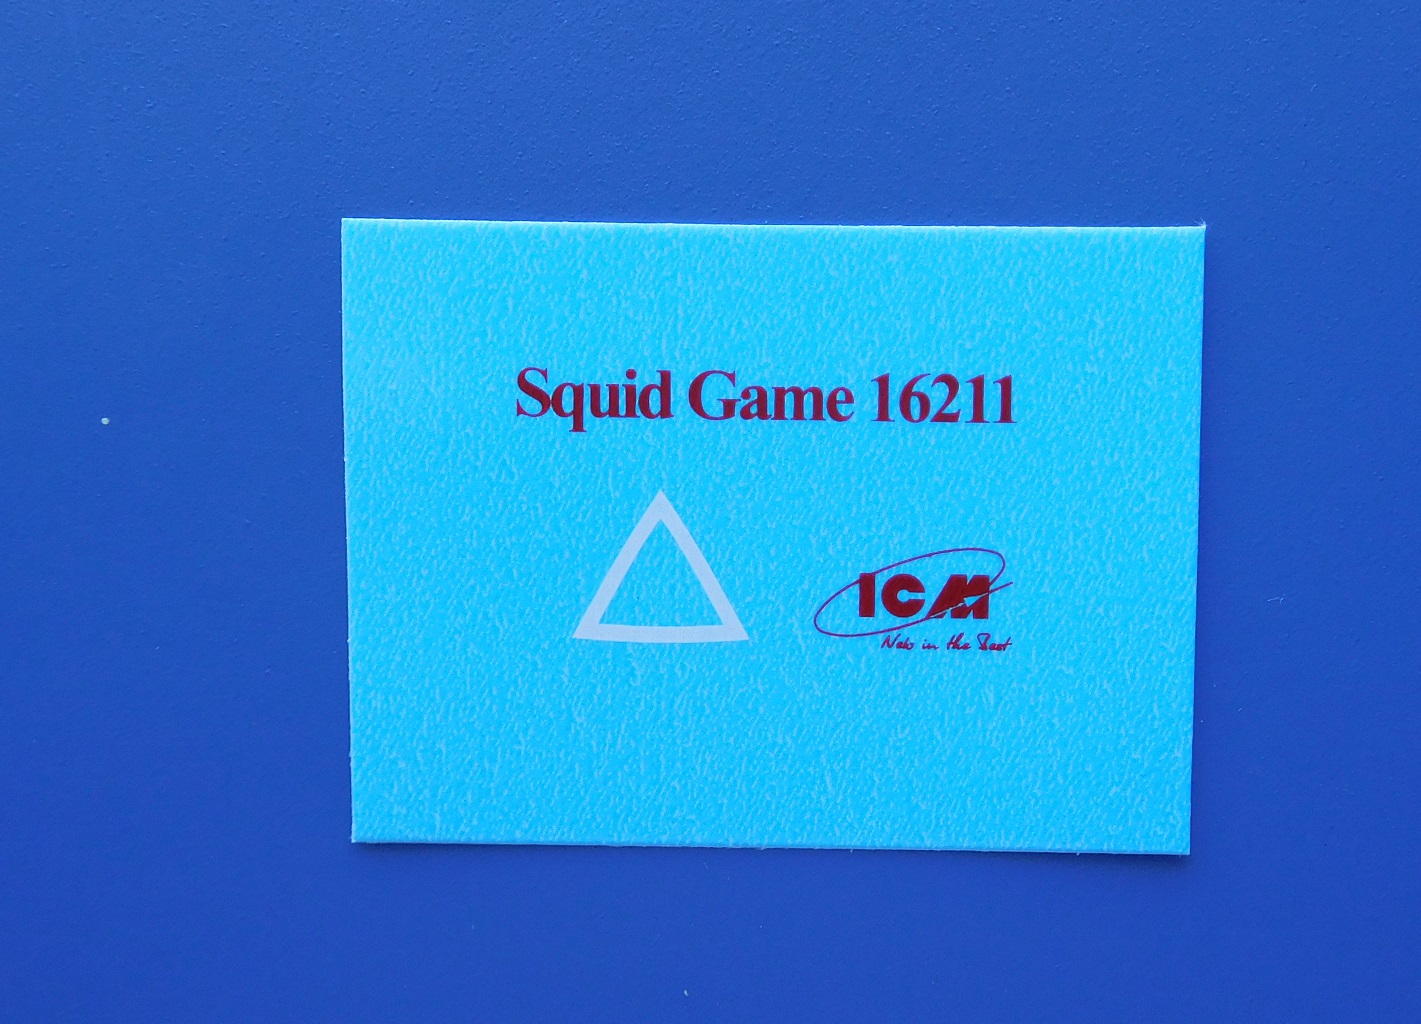 Squid Game 16211
ICM
New in the Best